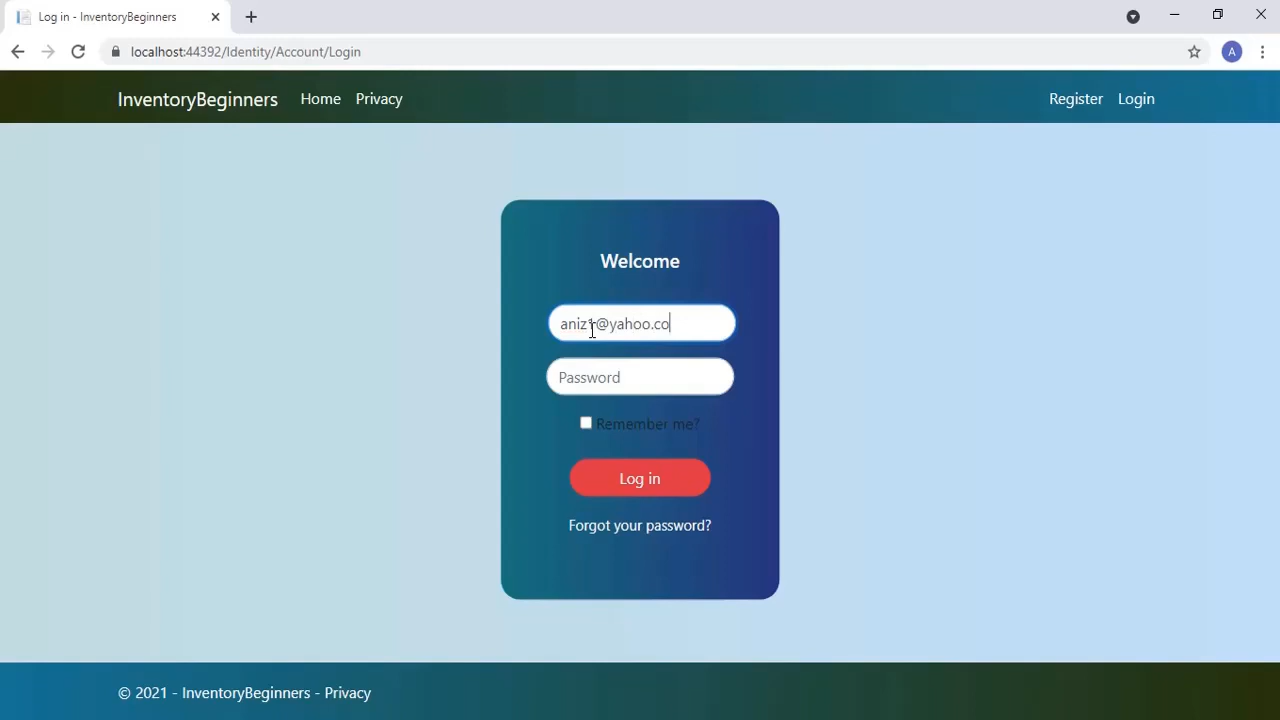 Log in - InventoryBeginners
localhost:44392/Identity/Account/Login
A
InventoryBeginners Home Privacy Register Login
Welcome
aniz1@yahoo.co
Password
Remember me?
Log in
Forgot your password?
© 2021 - InventoryBeginners - Privacy